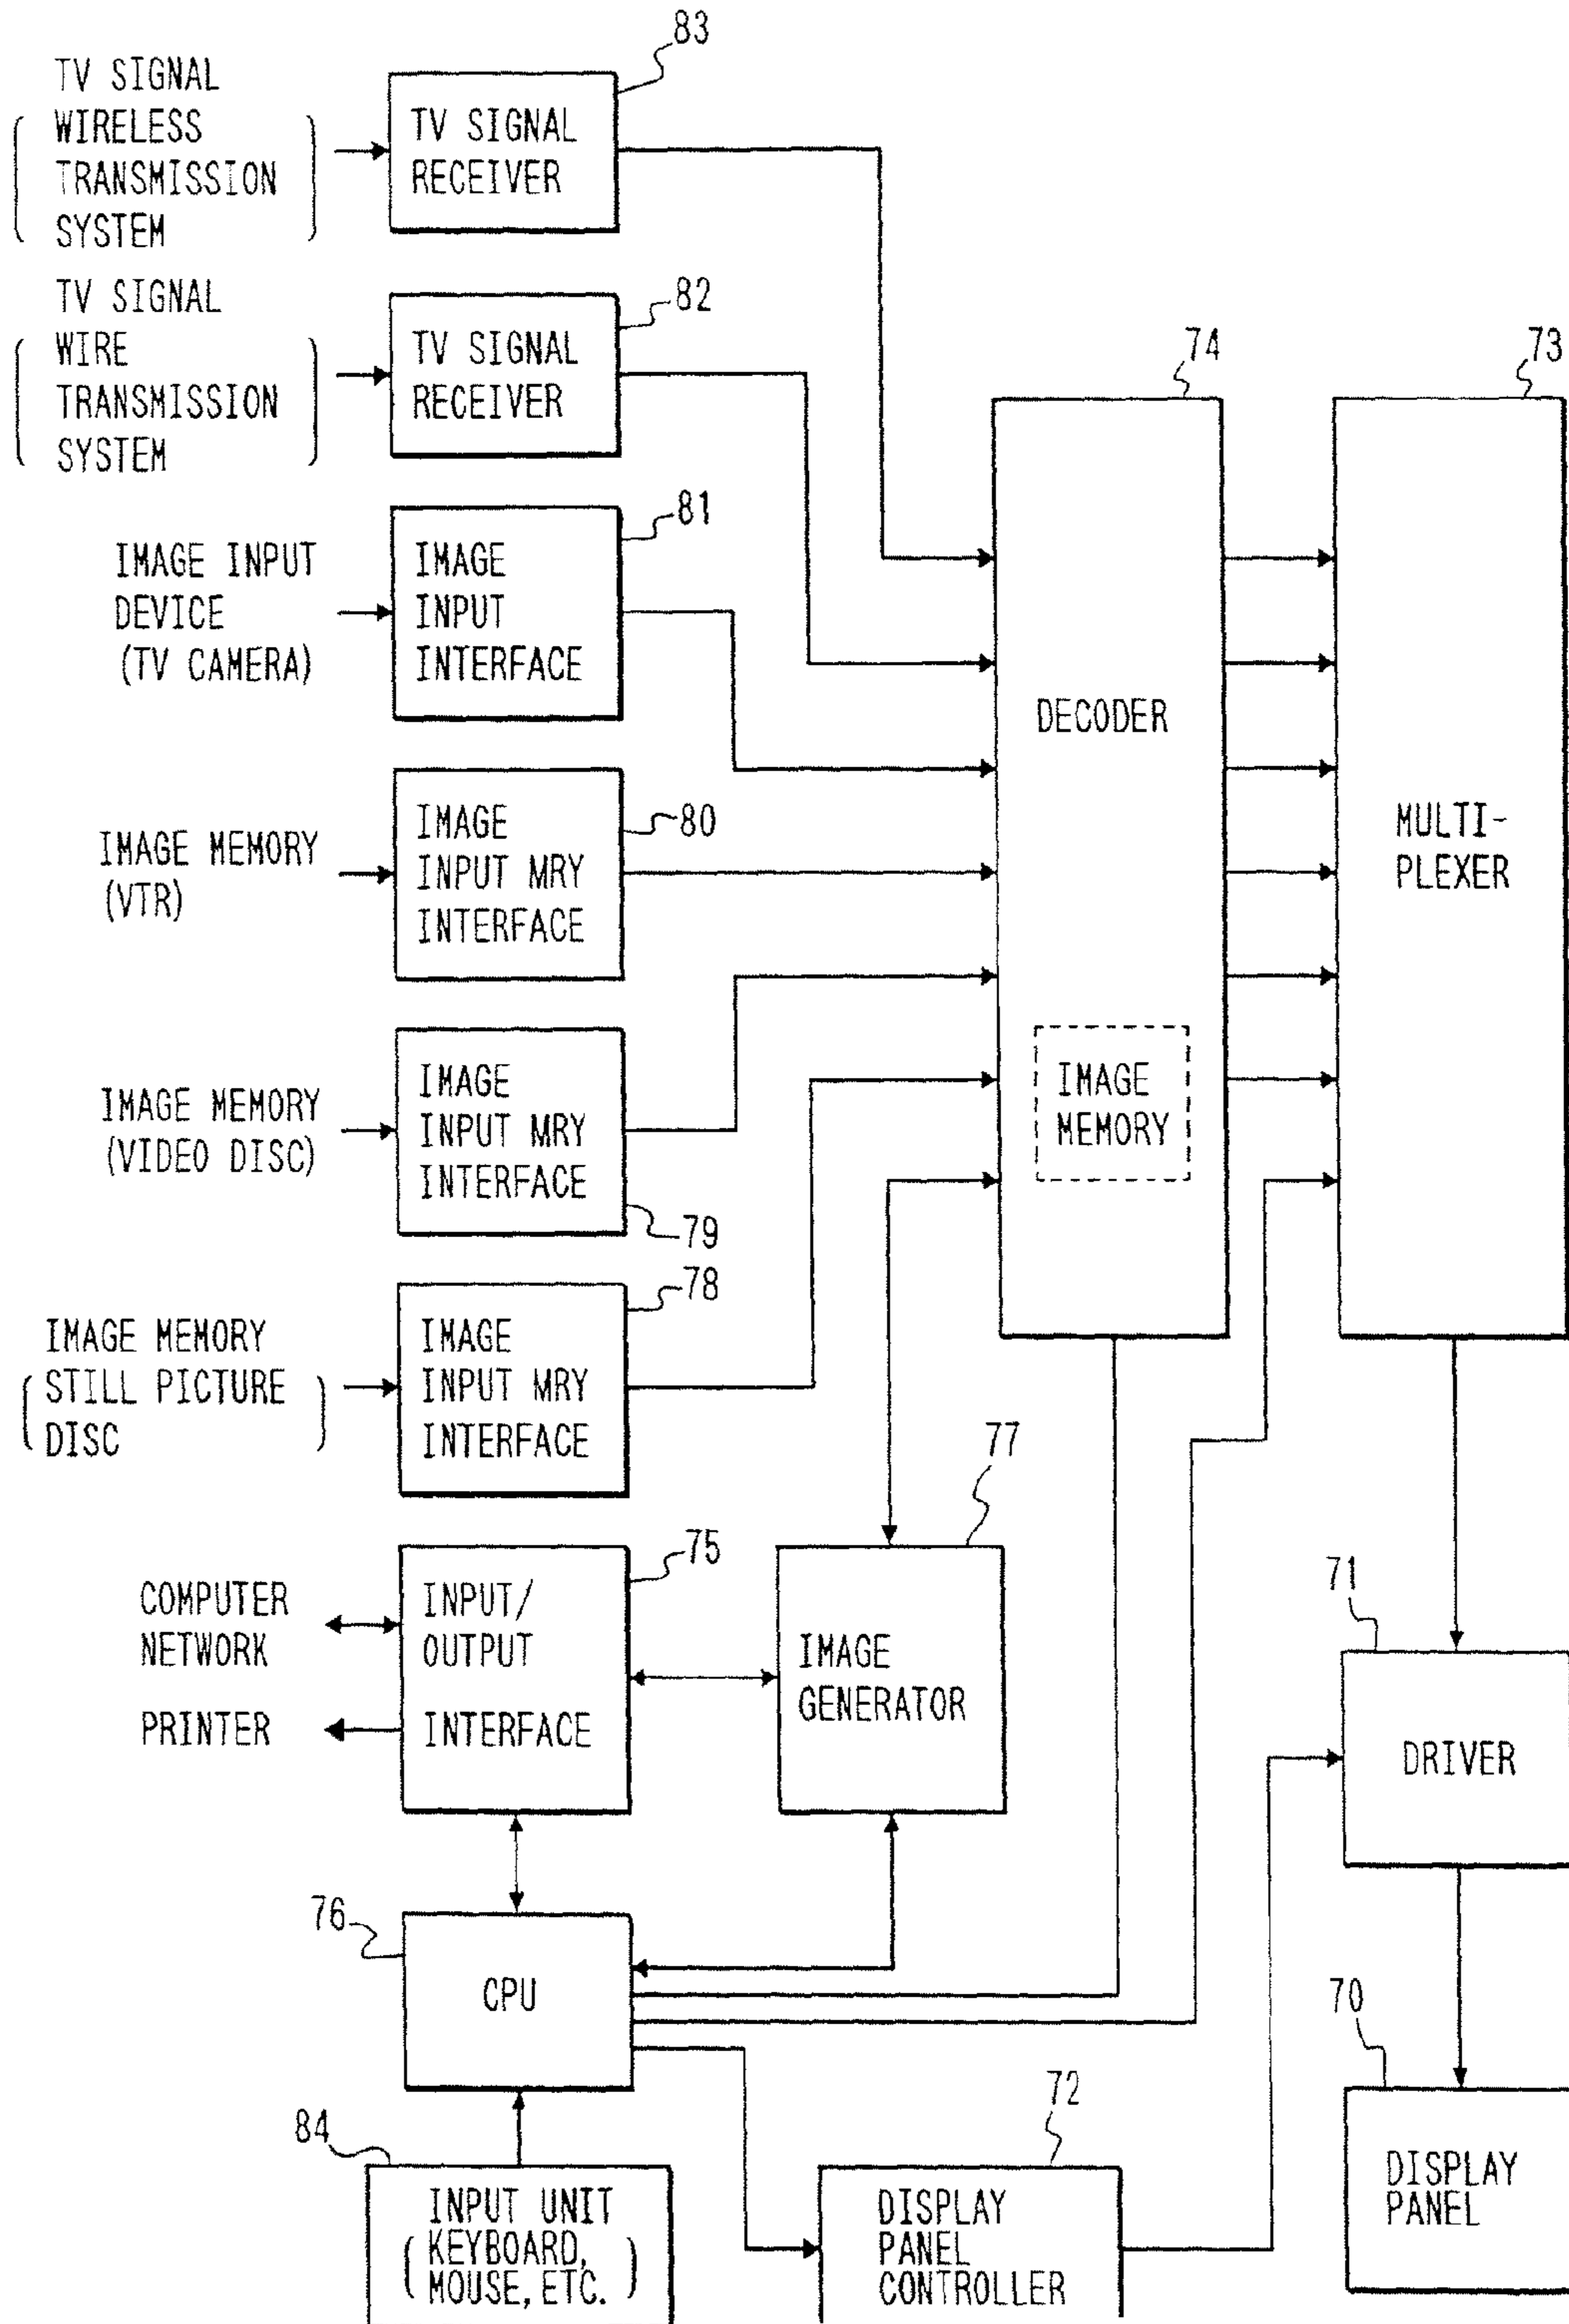 83
TV SIGNAL
WIRELESS
TRANSMISSION
SYSTEM
TV SIGNAL
RECEIVER
TV SIGNAL
WIRE
TRANSMISSION
SYSTEM
82
TV SIGNAL
RECEIVER
74
73
81
IMAGE INPUT
DEVICE
(TV CAMERA)
IMAGE
INPUT
INTERFACE
DECODER
MULTI-
PLEXER
IMAGE MEMORY
(VTR)
IMAGE
INPUT MRY
INTERFACE
80
IMAGE MEMORY
(VIDEO DISC)
IMAGE
INPUT MRY
INTERFACE
79
IMAGE
MEMORY
78
IMAGE MEMORY
STILL PICTURE
DISC
IMAGE
INPUT MRY
INTERFACE
77
75
COMPUTER
NETWORK
PRINTER
INPUT/
OUTPUT
INTERFACE
IMAGE
GENERATOR
71
DRIVER
76
CPU
70
DISPLAY
PANEL
84
INPUT UNIT
(KEYBOARD,
MOUSE, ETC.)
72
DISPLAY
PANEL
CONTROLLER